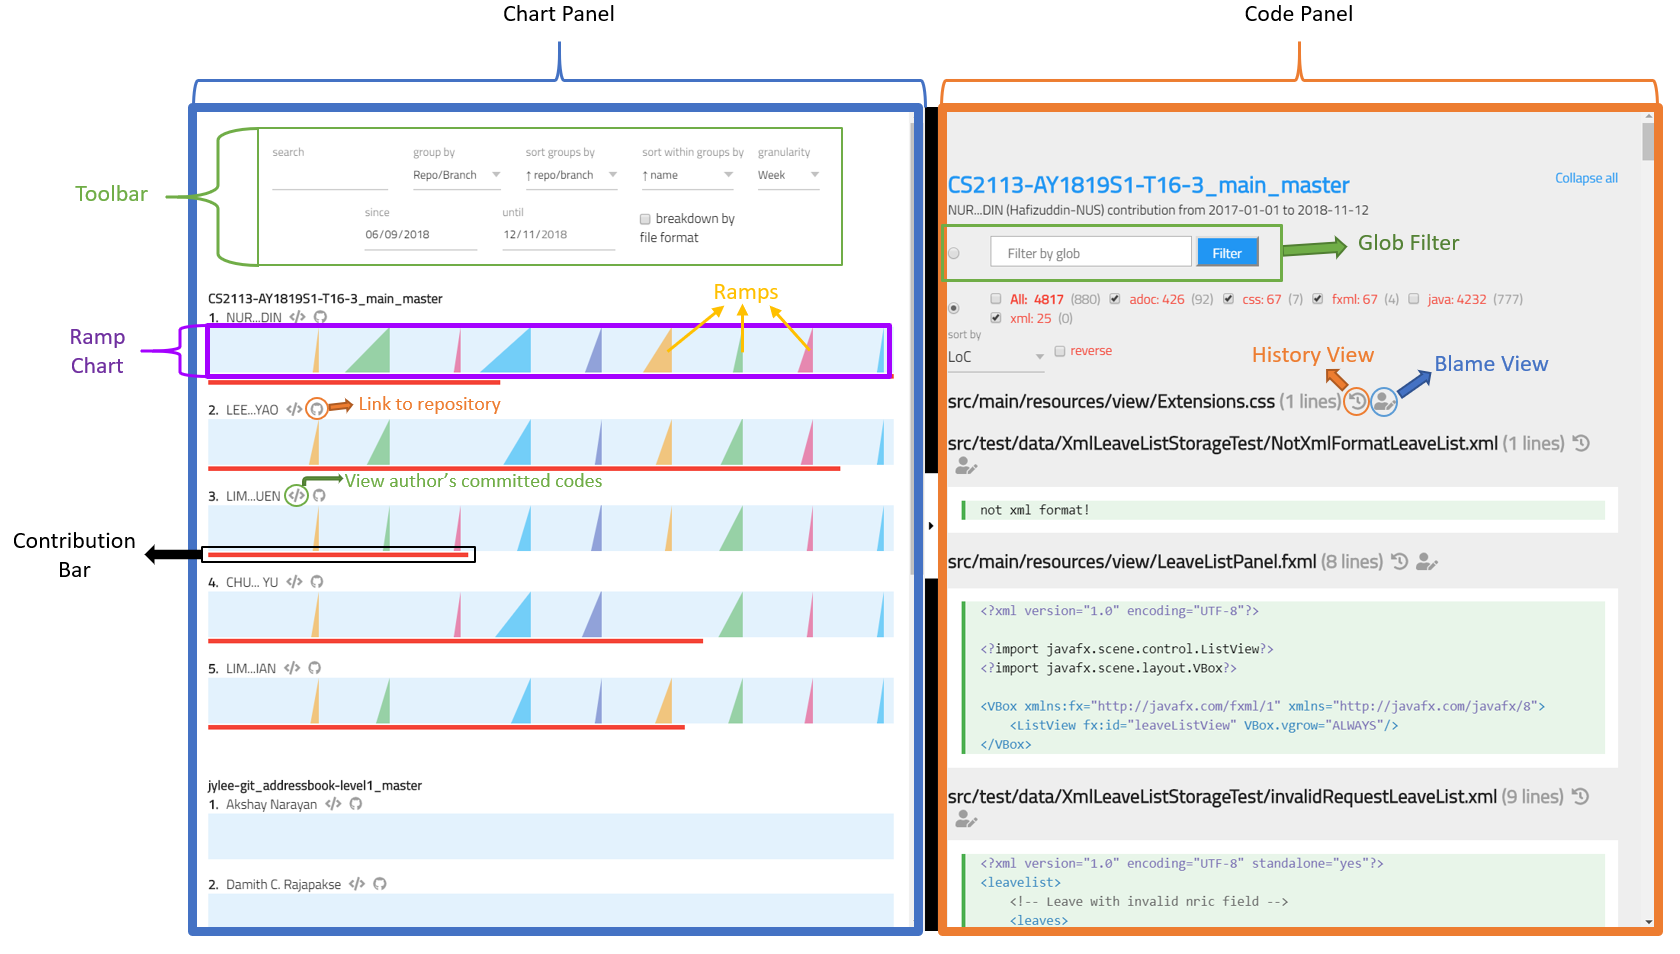 Chart Panel
Code Panel
Toolbar
search
group by
sort groups by
sort within groups by
granularity
Repo/Branch
↑ repo/branch
↑ name
Week
since
until
06/09/2018
12/11/2018
breakdown by
file format
CS2113-AY1819S1-T16-3_main_master
Ramps
1. NUR...DIN
Ramp
Chart
2. LEE...YAO
Link to repository
View author's committed codes
3. LIM...UEN
Contribution
Bar
4. CHU... YU
5. LIM...IAN
jylee-git_addressbook-level1_master
1. Akshay Narayan
2. Damith C. Rajapakse
CS2113-AY1819S1-T16-3_main_master
Collapse all
NUR...DIN (Hafizuddin-NUS) contribution from 2017-01-01 to 2018-11-12
Filter by glob
Filter
Glob Filter
All: 4817 (880) adoc: 426 (92) css: 67 (7) fxml: 67 (4) java: 4232 (777)
xml: 25 (0)
sort by
LoC
reverse
History View
Blame View
src/main/resources/view/Extensions.css (1 lines)
src/test/data/XmlLeaveListStorageTest/NotXmlFormatLeaveList.xml (1 lines)
not xml format!
src/main/resources/view/LeaveListPanel.fxml (8 lines)
<?xml version="1.0" encoding="UTF-8"?>
<?import javafx.scene.control.ListView?>
<?import javafx.scene.layout.VBox?>
<VBox xmlns:fx="http://javafx.com/fxml/1" xmlns="http://javafx.com/javafx/8">
<ListView fx:id="leaveListView" VBox.vgrow="ALWAYS"/>
</VBox>
src/test/data/XmlLeaveListStorageTest/invalidRequestLeaveList.xml (9 lines)
<?xml version="1.0" encoding="UTF-8" standalone="yes"?>
<leavelist>
<!-- Leave with invalid nric field -->
<leaves>